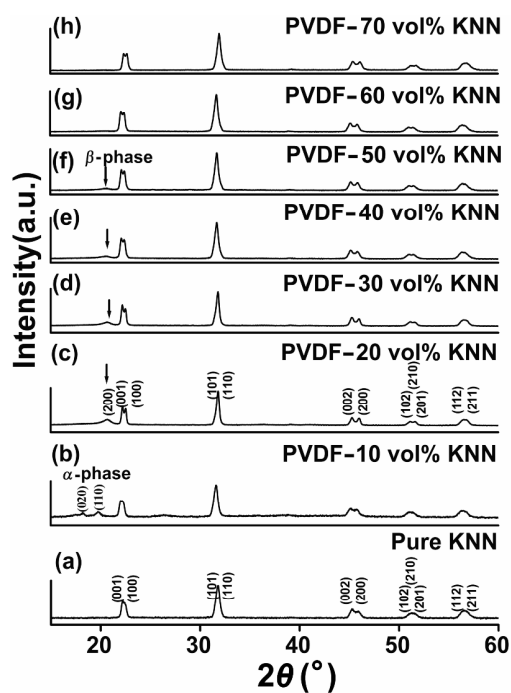 (h) PVDF-70 vol% KNN
(g) PVDF-60 vol% KNN
(f) β-phase PVDF-50 vol% KNN
(e) PVDF-40 vol% KNN
(d) PVDF-30 vol% KNN
(c) PVDF-20 vol% KNN
(200) (001) (100) (101) (110) (002) (200) (102) (210) (201) (112) (211)
(b) PVDF-10 vol% KNN
α-phase
(020) (110)
Pure KNN
(a)
(001) (100) (101) (110) (002) (200) (102) (210) (201) (112) (211)
20 30 40 50 60
2θ (°)
Intensity(a.u.)